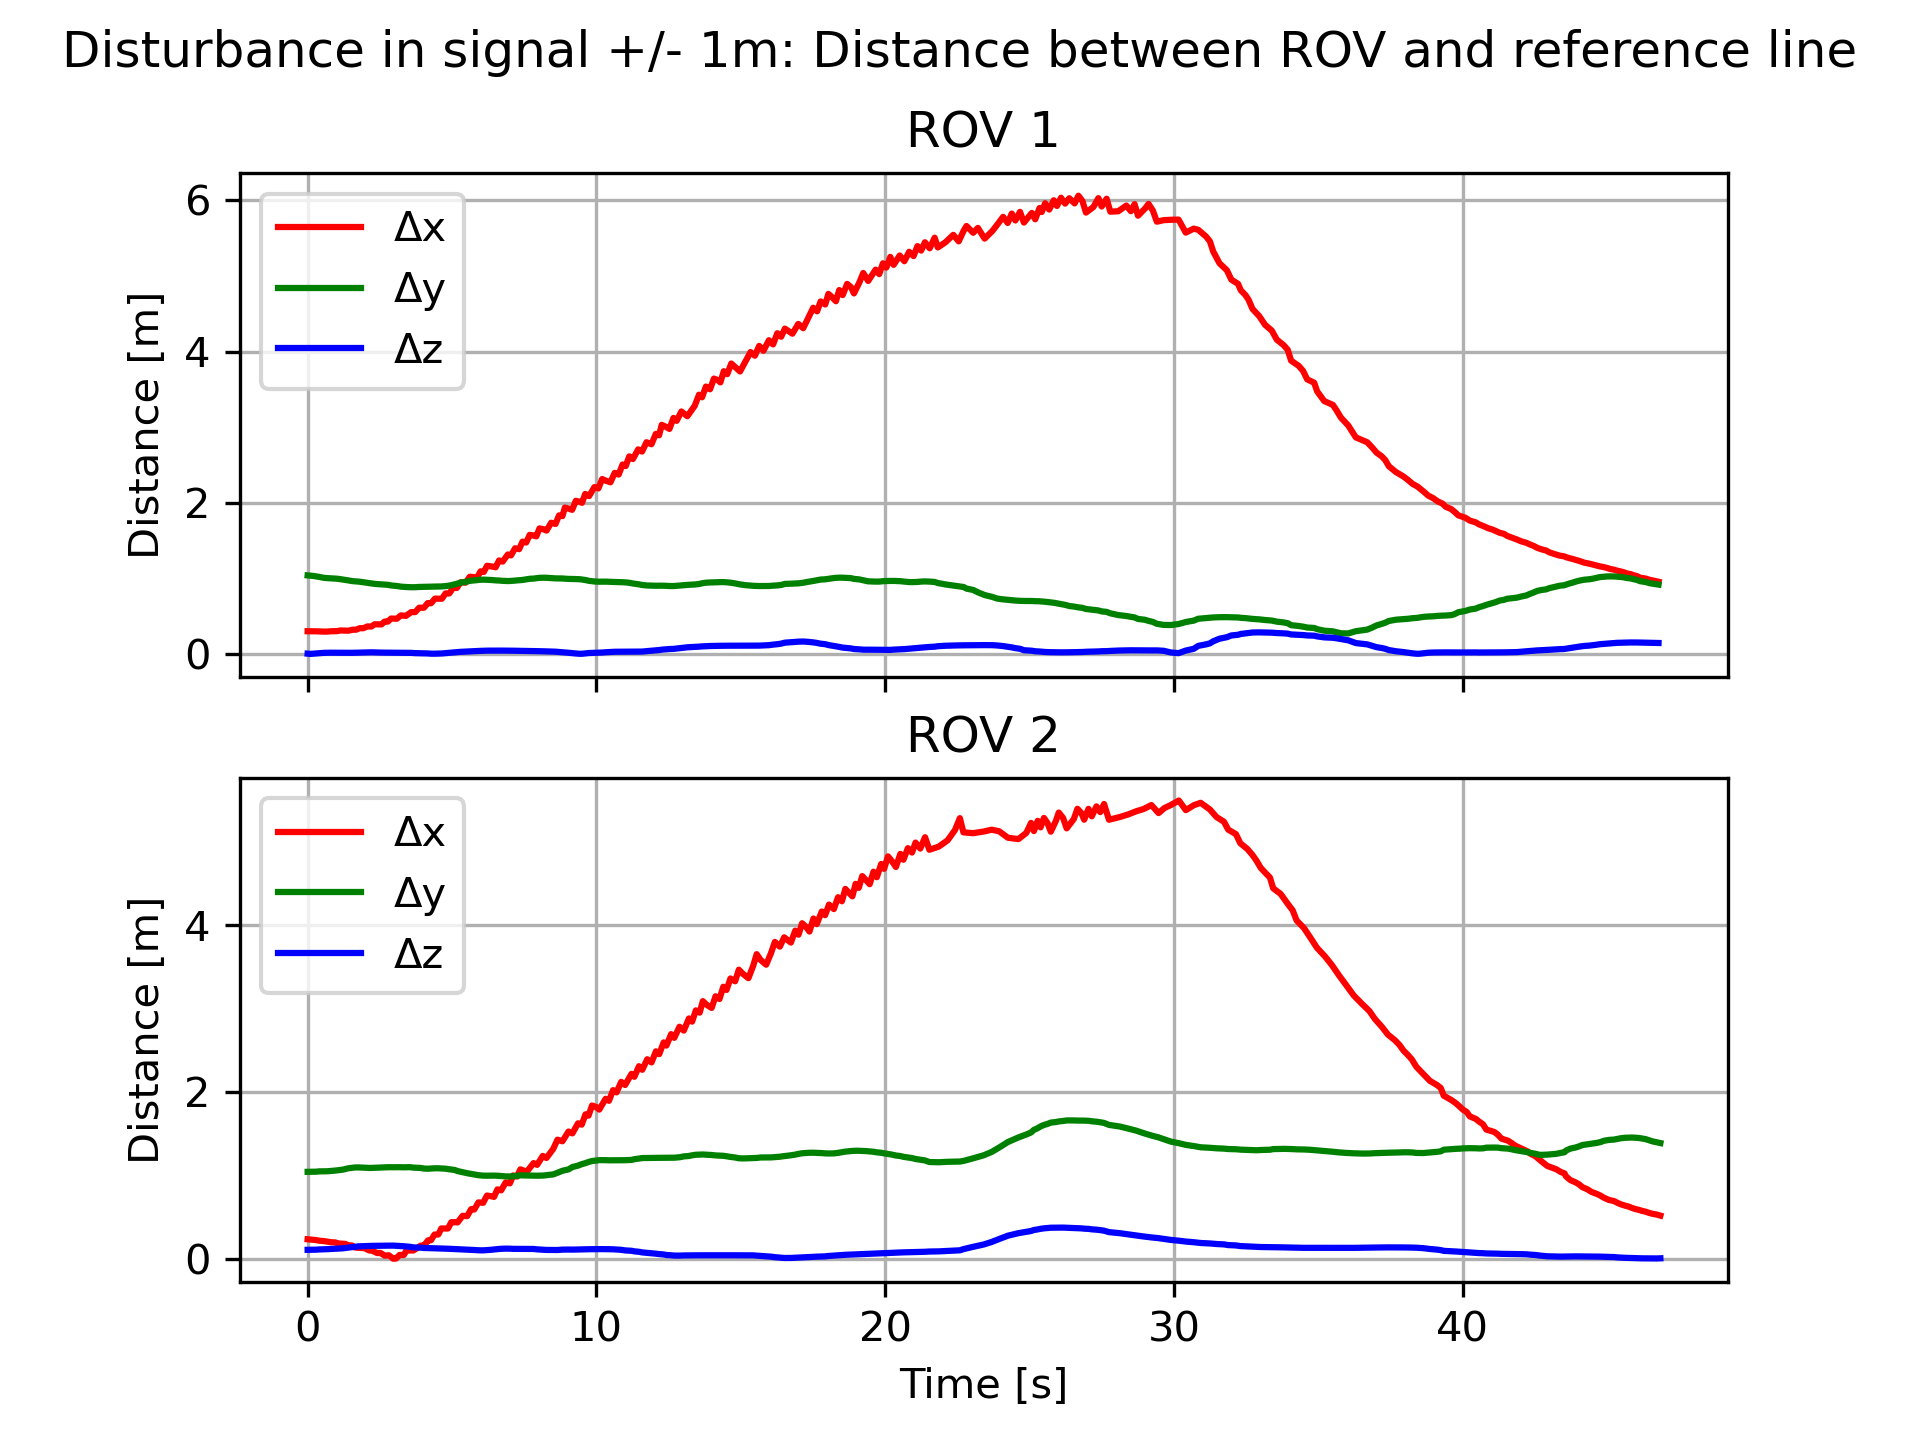 Disturbance in signal +/- 1m: Distance between ROV and reference line
ROV 1
Distance [m]
6
4
2
0
Δx
Δy
Δz
ROV 2
Distance [m]
4
2
0
Δx
Δy
Δz
0 10 20 30 40
Time [s]